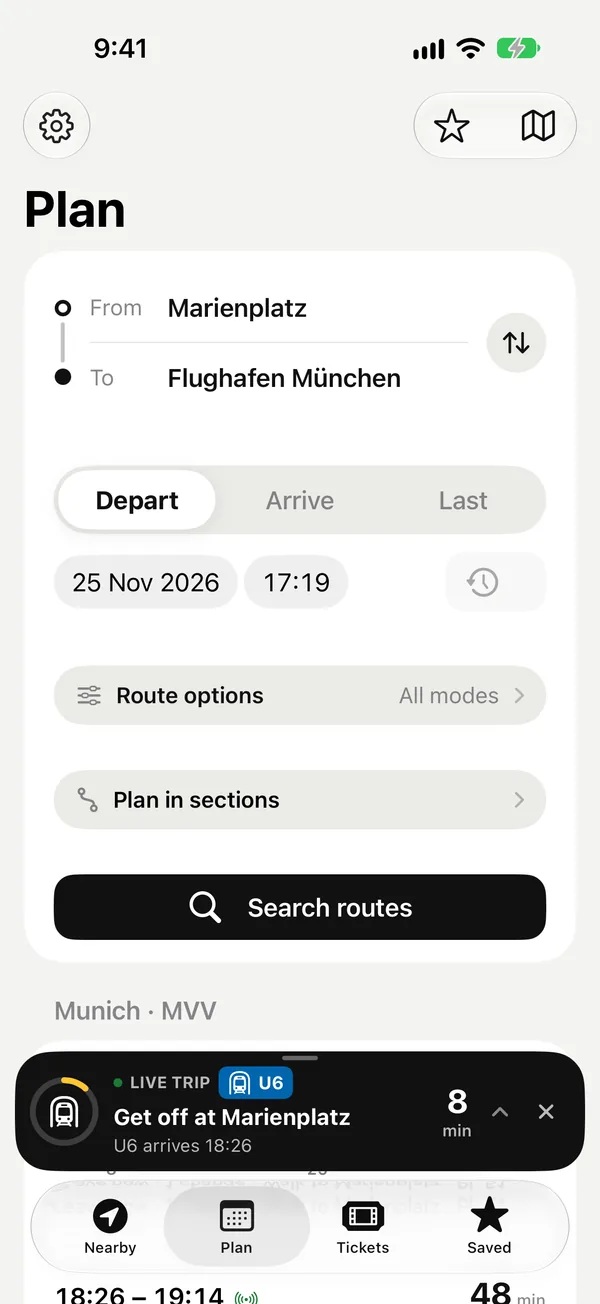 9:41
Plan
From Marienplatz
To Flughafen München
Depart Arrive Last
25 Nov 2026 17:19
Route options All modes
Plan in sections
Search routes
Munich · MVV
LIVE TRIP U6
Get off at Marienplatz
U6 arrives 18:26
8
min
Nearby Plan Tickets Saved
18:26 – 19:14 48 min